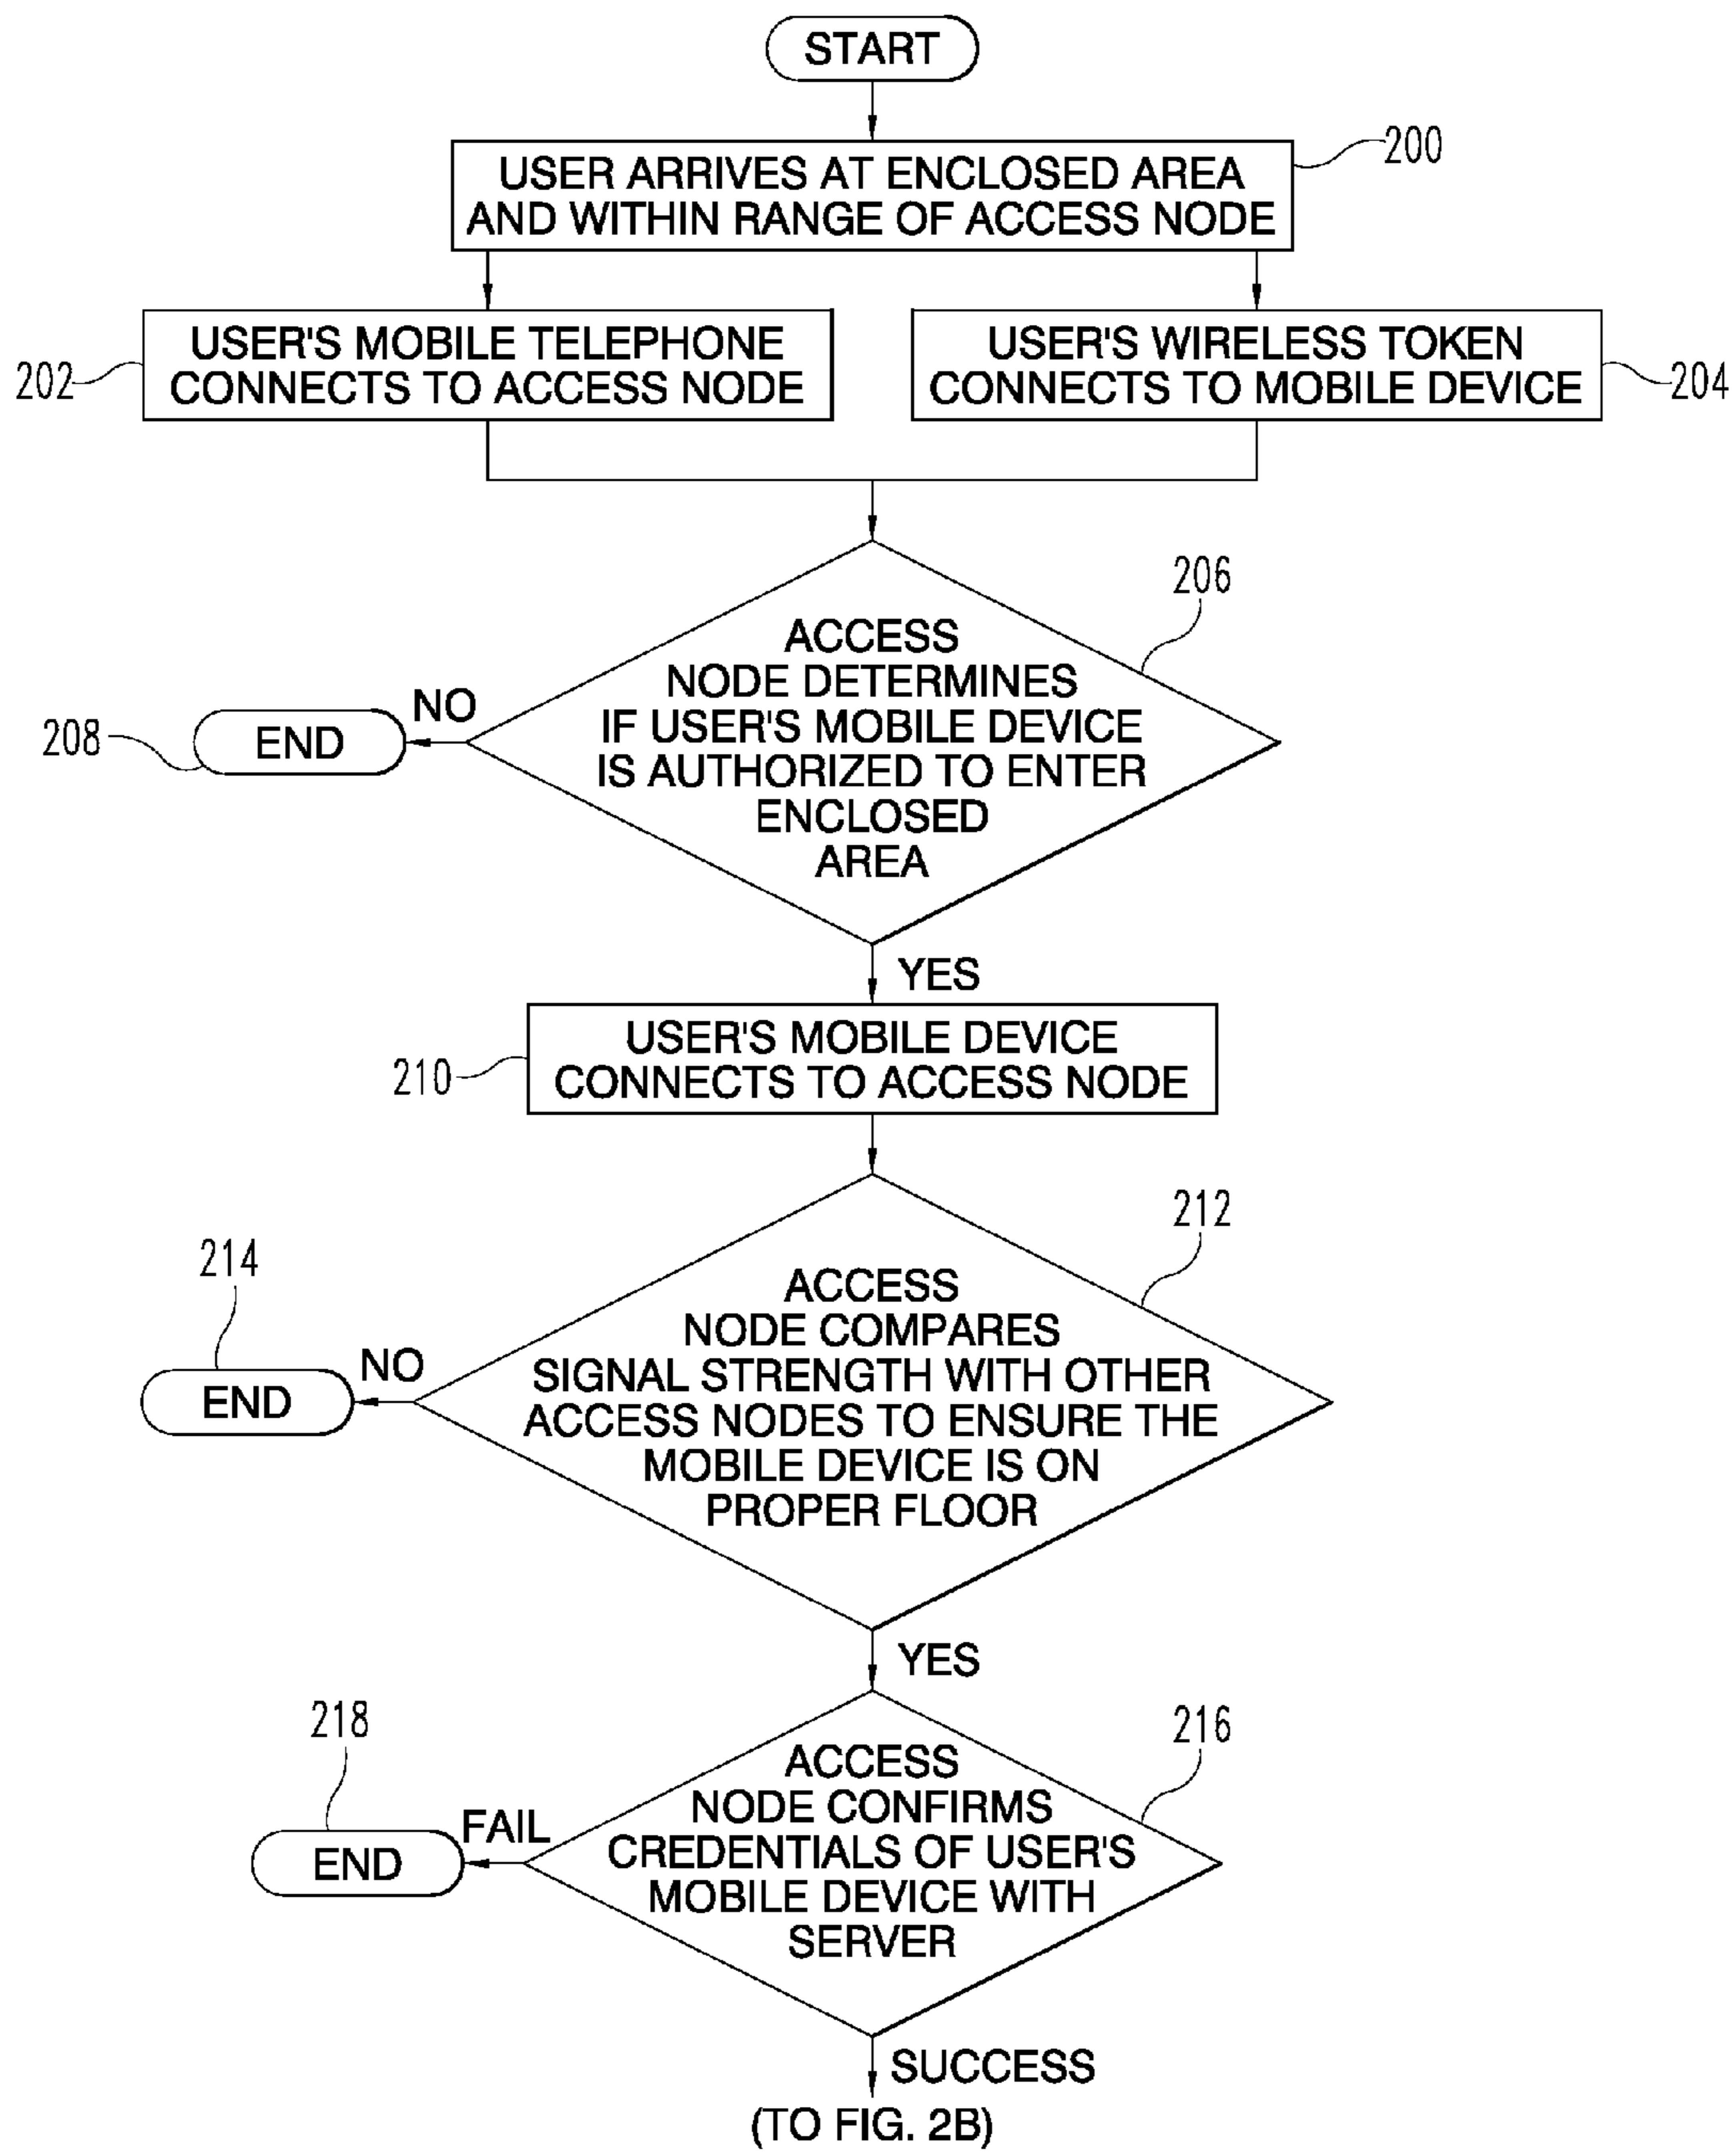 START
200
USER ARRIVES AT ENCLOSED AREA
AND WITHIN RANGE OF ACCESS NODE
202
USER'S MOBILE TELEPHONE
CONNECTS TO ACCESS NODE
USER'S WIRELESS TOKEN
CONNECTS TO MOBILE DEVICE
204
206
ACCESS
NODE DETERMINES
IF USER'S MOBILE DEVICE
IS AUTHORIZED TO ENTER
ENCLOSED
AREA
NO
208
END
YES
210
USER'S MOBILE DEVICE
CONNECTS TO ACCESS NODE
212
ACCESS
NODE COMPARES
SIGNAL STRENGTH WITH OTHER
ACCESS NODES TO ENSURE THE
MOBILE DEVICE IS ON
PROPER FLOOR
214
NO
END
YES
216
ACCESS
NODE CONFIRMS
CREDENTIALS OF USER'S
MOBILE DEVICE WITH
SERVER
218
FAIL
END
SUCCESS
(TO FIG. 2B)